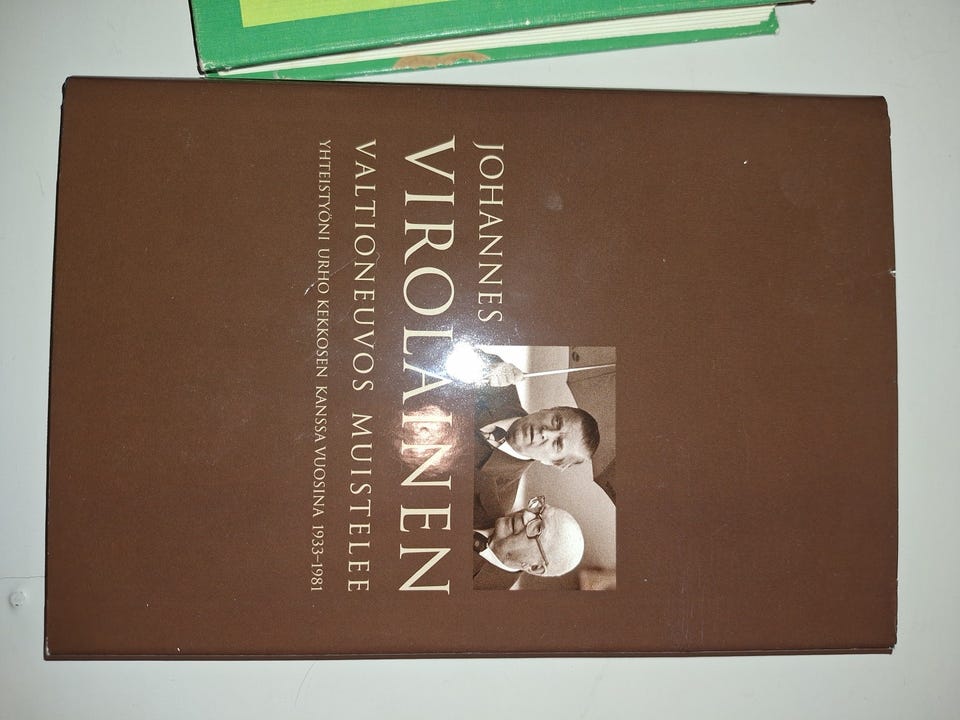 JOHANNES
VIROLAINEN
VALTIONEUVOS MUISTELEE
YHTEISTYÖNI URHO KEKKOSEN KANSSA VUOSINA 1933–1981